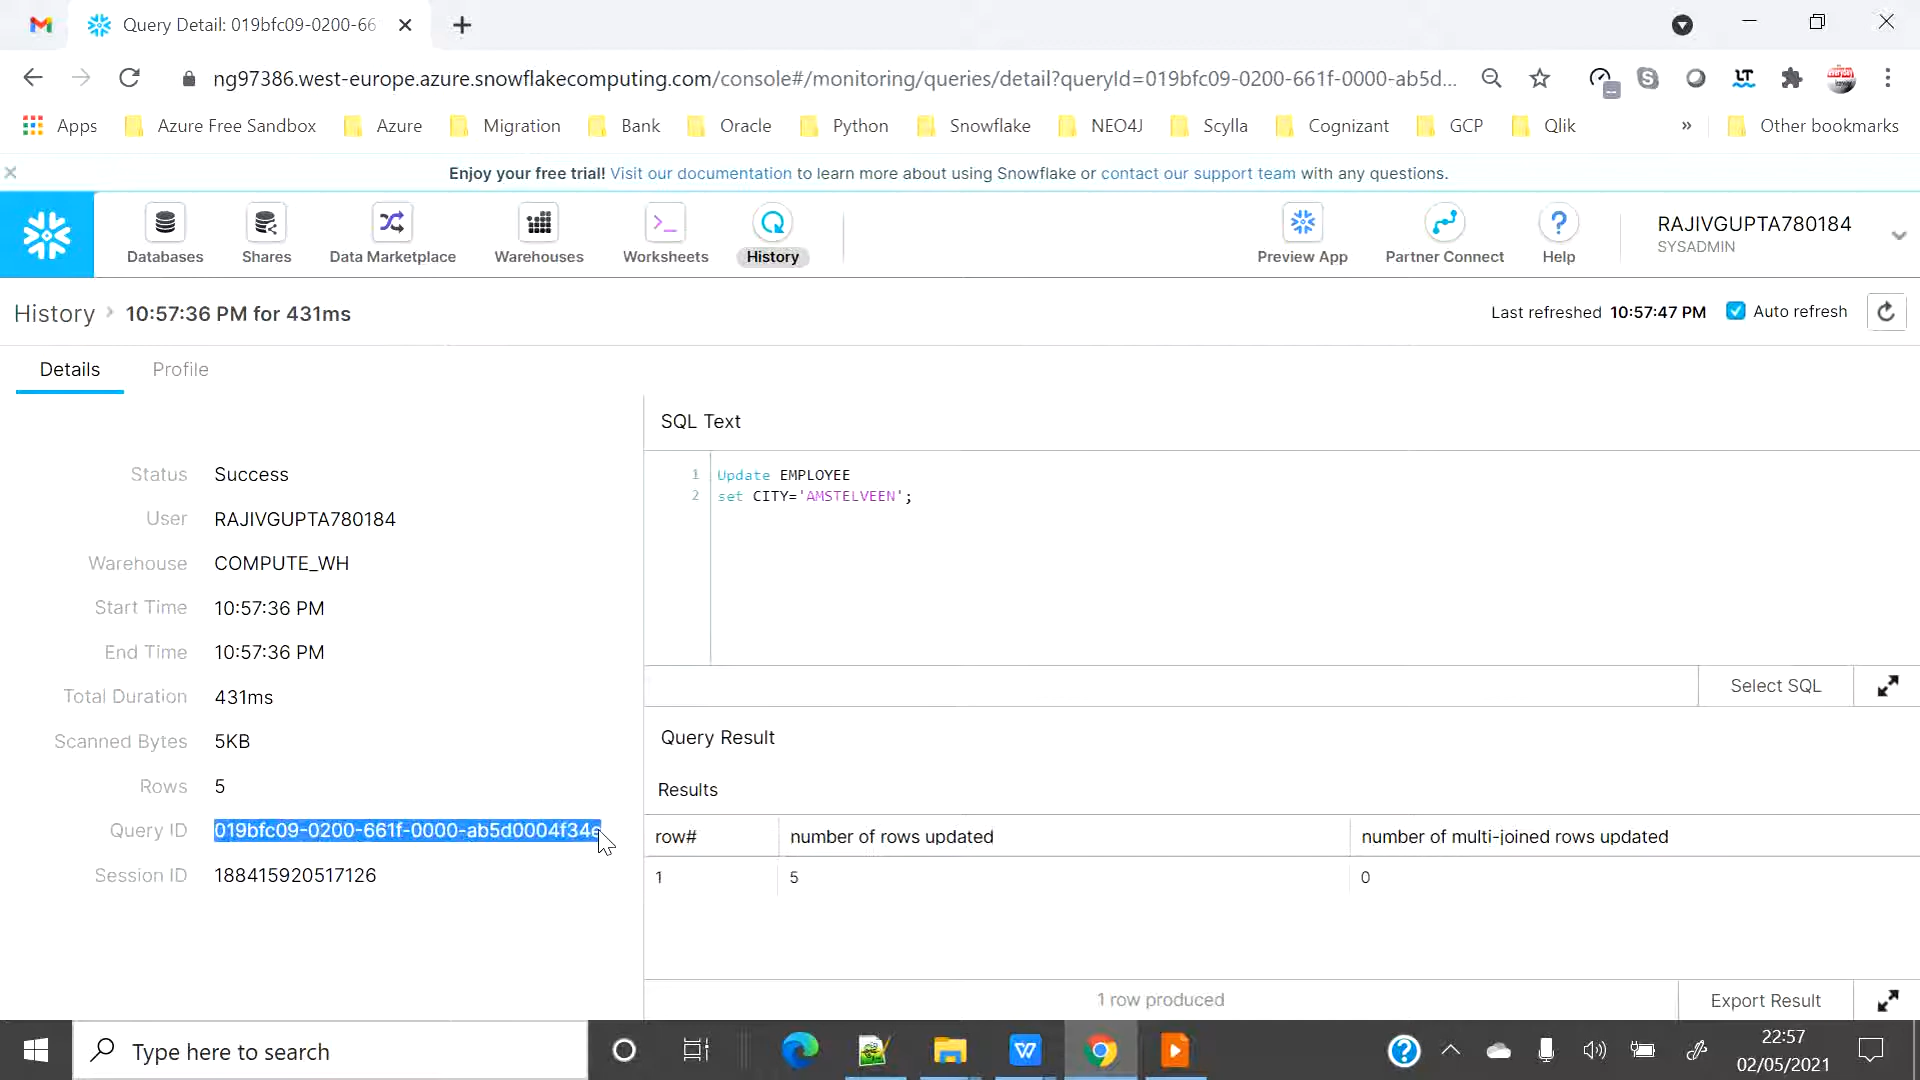 Query Detail: 019bfc09-0200-66
ng97386.west-europe.azure.snowflakecomputing.com/console#/monitoring/queries/detail?queryId=019bfc09-0200-661f-0000-ab5d...
Apps Azure Free Sandbox Azure Migration Bank Oracle Python Snowflake NEO4J Scylla Cognizant GCP Qlik » Other bookmarks
Enjoy your free trial! Visit our documentation to learn more about using Snowflake or contact our support team with any questions.
Databases Shares Data Marketplace Warehouses Worksheets History Preview App Partner Connect Help
RAJIVGUPTA780184
SYSADMIN
History > 10:57:36 PM for 431ms
Last refreshed 10:57:47 PM Auto refresh
Details Profile
Status Success
User RAJIVGUPTA780184
Warehouse COMPUTE_WH
Start Time 10:57:36 PM
End Time 10:57:36 PM
Total Duration 431ms
Scanned Bytes 5KB
Rows 5
Query ID 019bfc09-0200-661f-0000-ab5d0004f34e
Session ID 188415920517126
SQL Text
1 Update EMPLOYEE
2 set CITY='AMSTELVEEN';
Select SQL
Query Result
Results
row# number of rows updated number of multi-joined rows updated
1 5 0
1 row produced
Export Result
Type here to search
22:57
02/05/2021